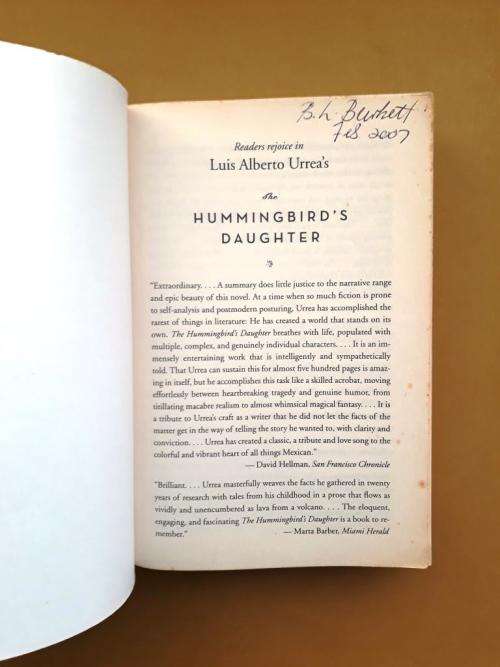 B. L. Burkett
Feb 2007
Readers rejoice in
Luis Alberto Urrea's
The
HUMMINGBIRD'S
DAUGHTER
"Extraordinary. . . . A summary does little justice to the narrative range
and epic beauty of this novel. At a time when so much fiction is prone
to self-analysis and postmodern posturing, Urrea has accomplished the
rarest of things in literature: He has created a world that stands on its
own. The Hummingbird's Daughter breathes with life, populated with
multiple, complex, and genuinely individual characters. . . . It is an im-
mensely entertaining work that is intelligently and sympathetically
told. That Urrea can sustain this for almost five hundred pages is amaz-
ing in itself, but he accomplishes this task like a skilled acrobat, moving
effortlessly between heartbreaking tragedy and genuine humor, from
titillating macabre realism to almost whimsical magical fantasy. . . . It is
a tribute to Urrea's craft as a writer that he did not let the facts of the
matter get in the way of telling the story he wanted to, with clarity and
conviction. . . . Urrea has created a classic, a tribute and love song to the
colorful and vibrant heart of all things Mexican."
— David Hellman, San Francisco Chronicle
"Brilliant. . . . Urrea masterfully weaves the facts he gathered in twenty
years of research with tales from his childhood in a prose that flows as
vividly and unencumbered as lava from a volcano. . . . The eloquent,
engaging, and fascinating The Hummingbird's Daughter is a book to re-
member." — Marta Barber, Miami Herald